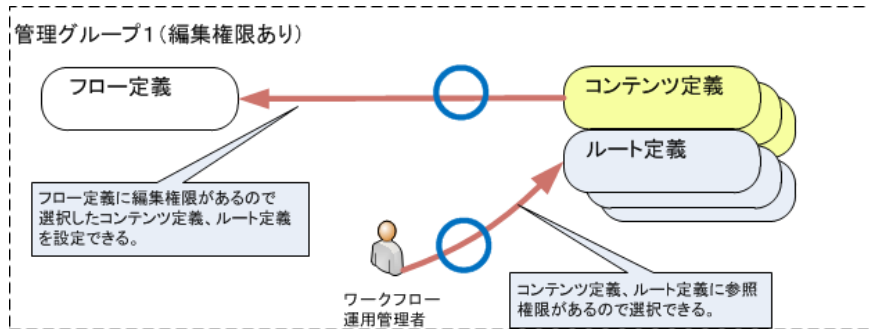 管理グループ1(編集権限あり)
フロー定義
コンテンツ定義
ルート定義
フロー定義に編集権限があるので
選択したコンテンツ定義、ルート定義
を設定できる。
ワークフロー
運用管理者
コンテンツ定義、ルート定義に参照
権限があるので選択できる。